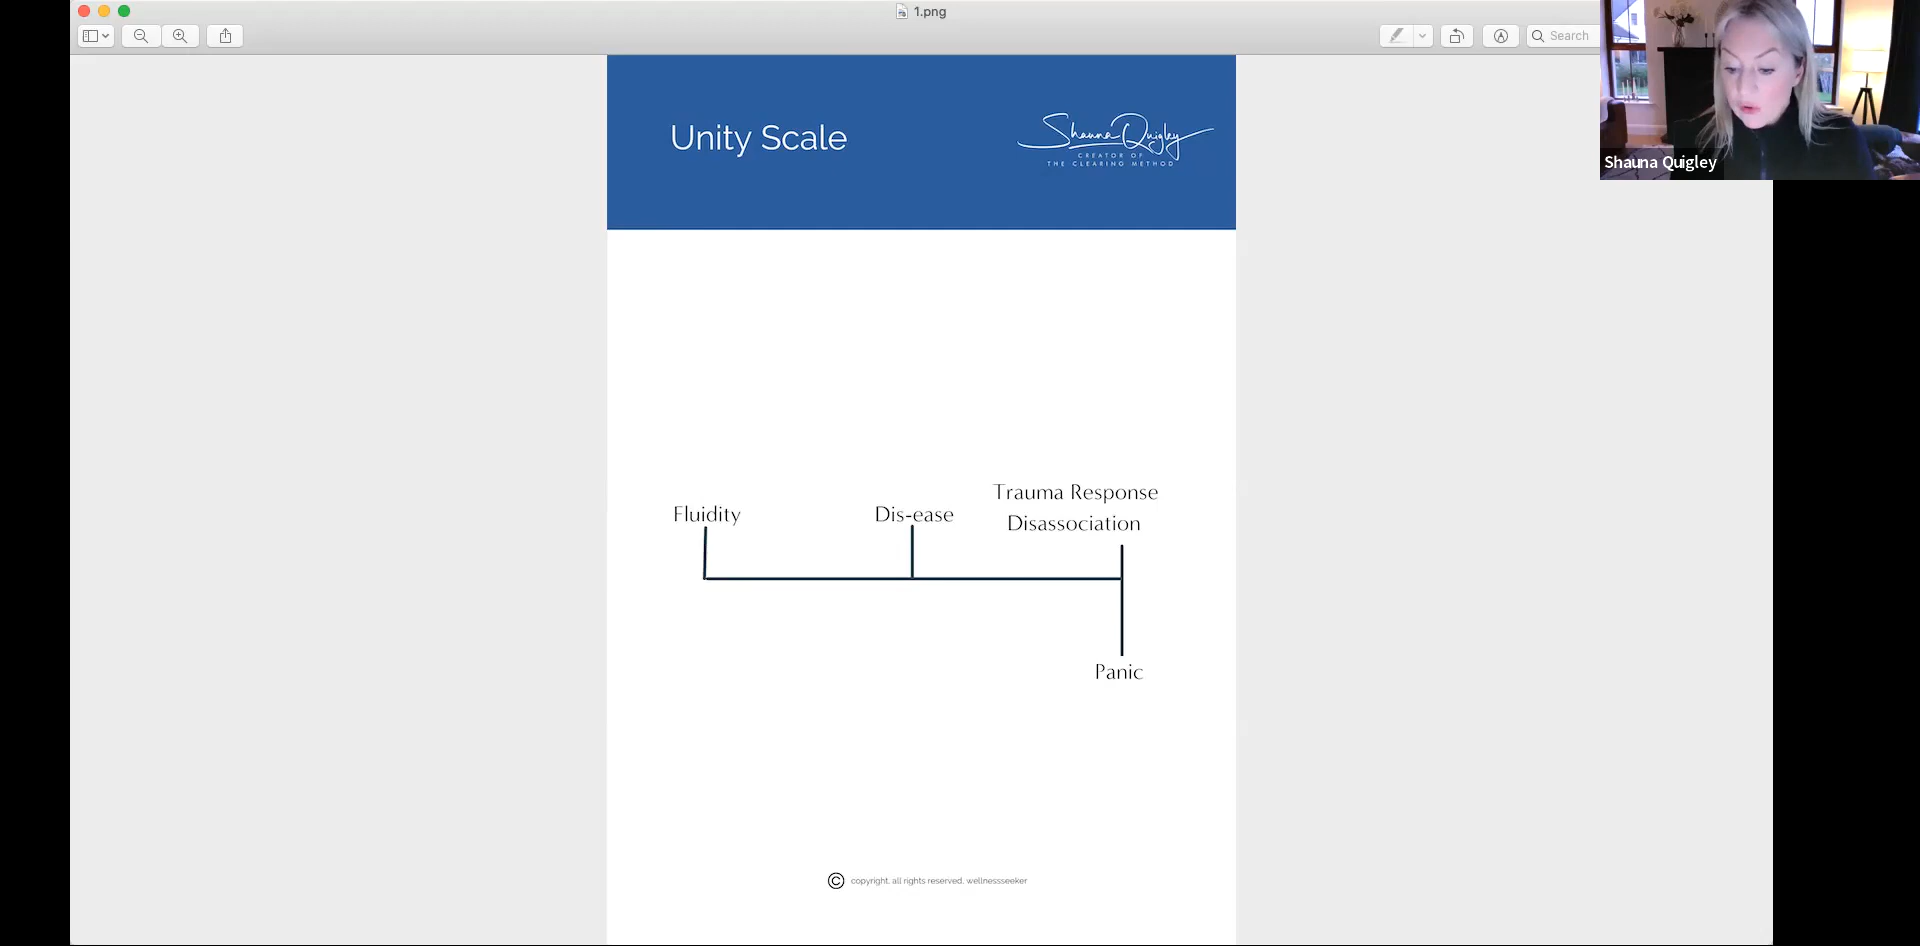 1.png
Search
Shauna Quigley
Unity Scale
Shauna Quigley
CREATOR OF
THE CLEARING METHOD
Trauma Response
Fluidity
Dis-ease
Disassociation
Panic
© copyright. all rights reserved. wellnessseeker